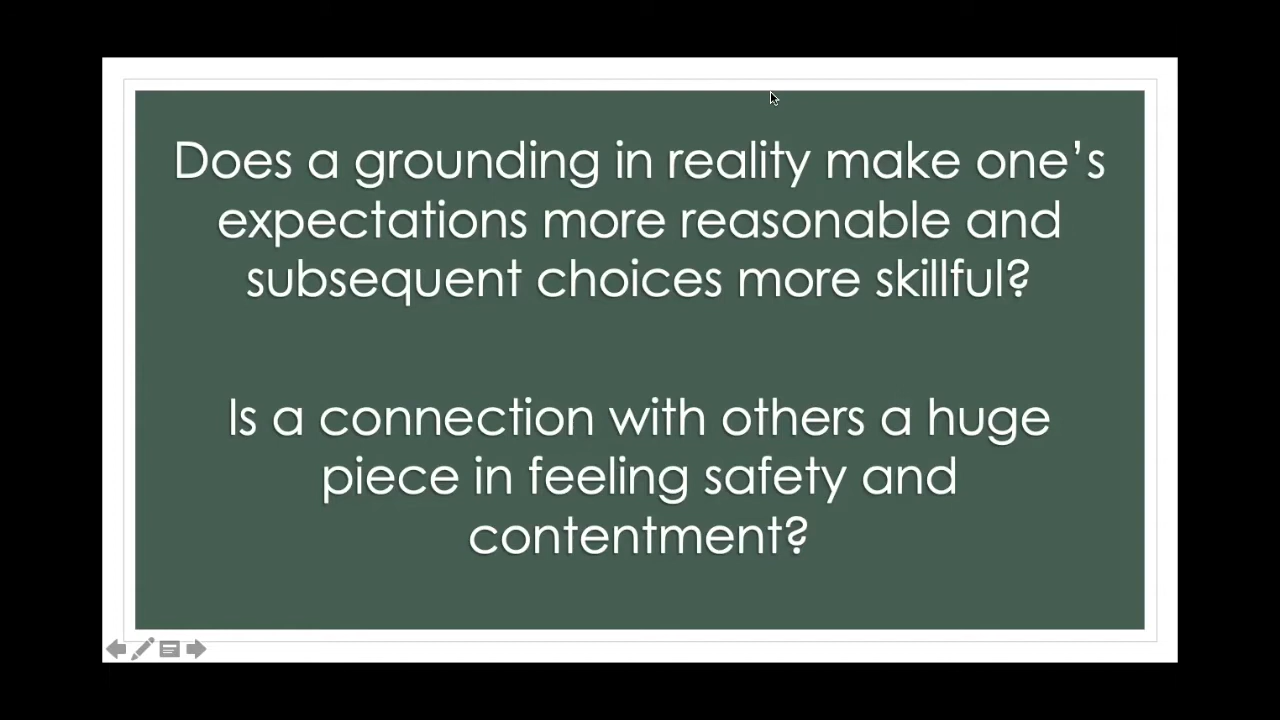 Does a grounding in reality make one’s
expectations more reasonable and
subsequent choices more skillful?
Is a connection with others a huge
piece in feeling safety and
contentment?